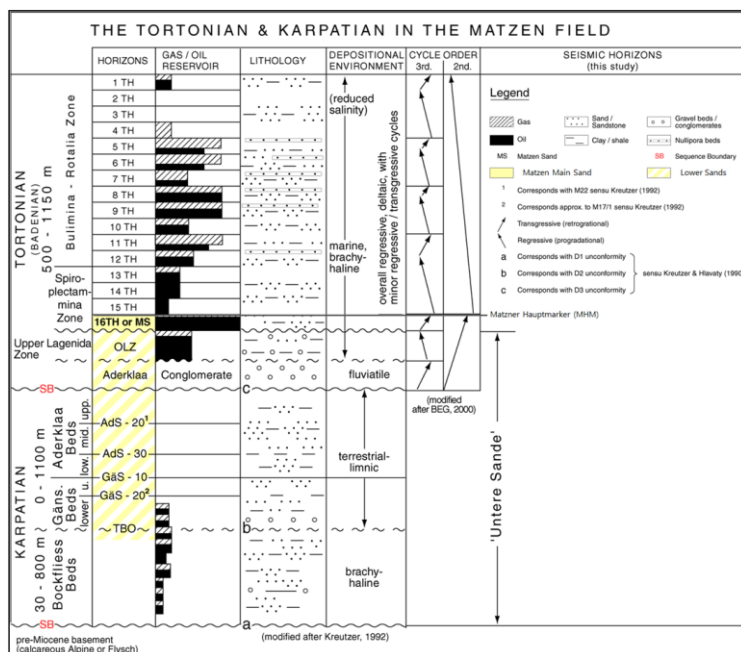 THE TORTONIAN & KARPATIAN IN THE MATZEN FIELD
HORIZONS
GAS / OIL
RESERVOIR
LITHOLOGY
DEPOSITIONAL
ENVIRONMENT
CYCLE ORDER
3rd. 2nd.
SEISMIC HORIZONS
(this study)
TORTONIAN
(BADENIAN)
500 - 1150 m
Bulimina - Rotalia Zone
1 TH
2 TH
3 TH
4 TH
5 TH
6 TH
7 TH
8 TH
9 TH
10 TH
11 TH
12 TH
Spiro-
plectam-
mina
Zone
13 TH
14 TH
15 TH
16TH or MS
Upper Lagenida
Zone
OLZ
Aderklaa
Conglomerate
SB
c
(reduced
salinity)
marine,
brachy-
haline
fluviatile
overall regressive, deltaic, with
minor regressive / transgressive cycles
(modified
after BEG, 2000)
Legend
Gas
Oil
MS Matzen Sand
Sand /
Sandstone
Clay / shale
SB Sequence Boundary
Gravel beds /
conglomerates
Nullipora beds
Matzen Main Sand
Lower Sands
1 Corresponds with M22 sensu Kreutzer (1992)
2 Corresponds approx. to M17/1 sensu Kreutzer (1992)
Transgressive (retrogrational)
Regressive (progradational)
a Corresponds with D1 unconformity
b Corresponds with D2 unconformity
c Corresponds with D3 unconformity
sensu Kreutzer & Hlavaty (1990
Matzner Hauptmarker (MHM)
'Untere Sande'
KARPATIAN
0 - 1100 m
30 - 800 m
Aderklaa
Beds
low. mid. upp.
AdS - 20¹
AdS - 30
Gäns.
Beds
lower u.
GäS - 10
GäS - 20²
TBO
b
terrestrial-
limnic
Bockfliess
Beds
brachy-
haline
SB
a
pre-Miocene basement
(calcareous Alpine or Flysch)
(modified after Kreutzer, 1992)